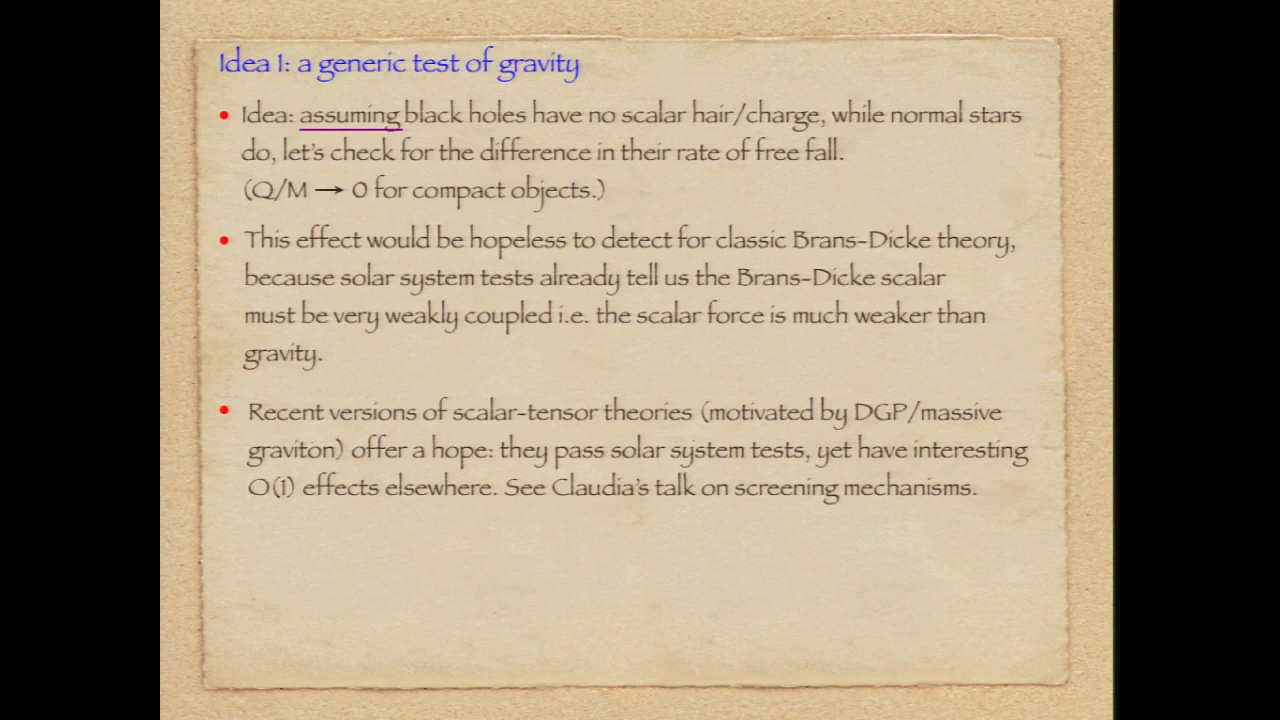 Idea 1: a generic test of gravity
• Idea: assuming black holes have no scalar hair/charge, while normal stars
do, let's check for the difference in their rate of free fall.
(Q/M → 0 for compact objects.)
• This effect would be hopeless to detect for classic Brans-Dicke theory,
because solar system tests already tell us the Brans-Dicke scalar
must be very weakly coupled i.e. the scalar force is much weaker than
gravity.
• Recent versions of scalar-tensor theories (motivated by DGP/massive
graviton) offer a hope: they pass solar system tests, yet have interesting
O(1) effects elsewhere. See Claudia's talk on screening mechanisms.